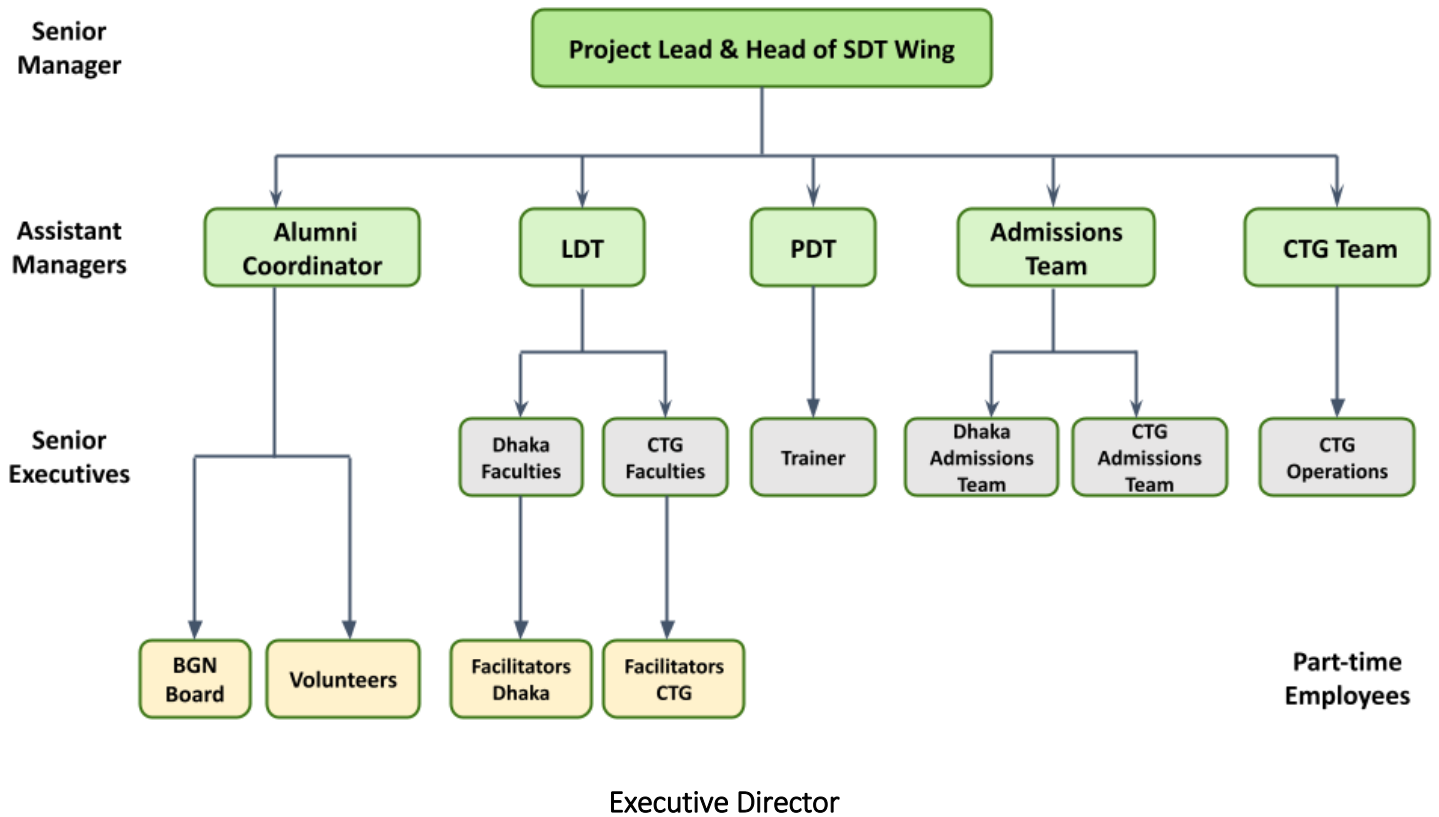 Senior
Manager
Project Lead & Head of SDT Wing
Assistant
Managers
Alumni
Coordinator
LDT
PDT
Admissions
Team
CTG Team
Senior
Executives
Dhaka
Faculties
CTG
Faculties
Trainer
Dhaka
Admissions
Team
CTG
Admissions
Team
CTG
Operations
BGN
Board
Volunteers
Facilitators
Dhaka
Facilitators
CTG
Part-time
Employees
Executive Director